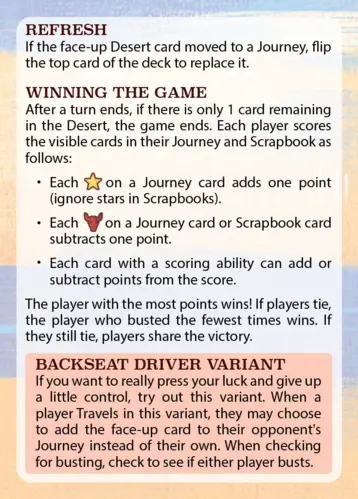 REFRESH
If the face-up Desert card moved to a Journey, flip
the top card of the deck to replace it.
WINNING THE GAME
After a turn ends, if there is only 1 card remaining
in the Desert, the game ends. Each player scores
the visible cards in their Journey and Scrapbook as
follows:
• Each on a Journey card adds one point
(ignore stars in Scrapbooks).
• Each on a Journey card or Scrapbook card
subtracts one point.
• Each card with a scoring ability can add or
subtract points from the score.
The player with the most points wins! If players tie,
the player who busted the fewest times wins. If
they still tie, players share the victory.
BACKSEAT DRIVER VARIANT
If you want to really press your luck and give up
a little control, try out this variant. When a
player Travels in this variant, they may choose
to add the face-up card to their opponent's
Journey instead of their own. When checking
for busting, check to see if either player busts.